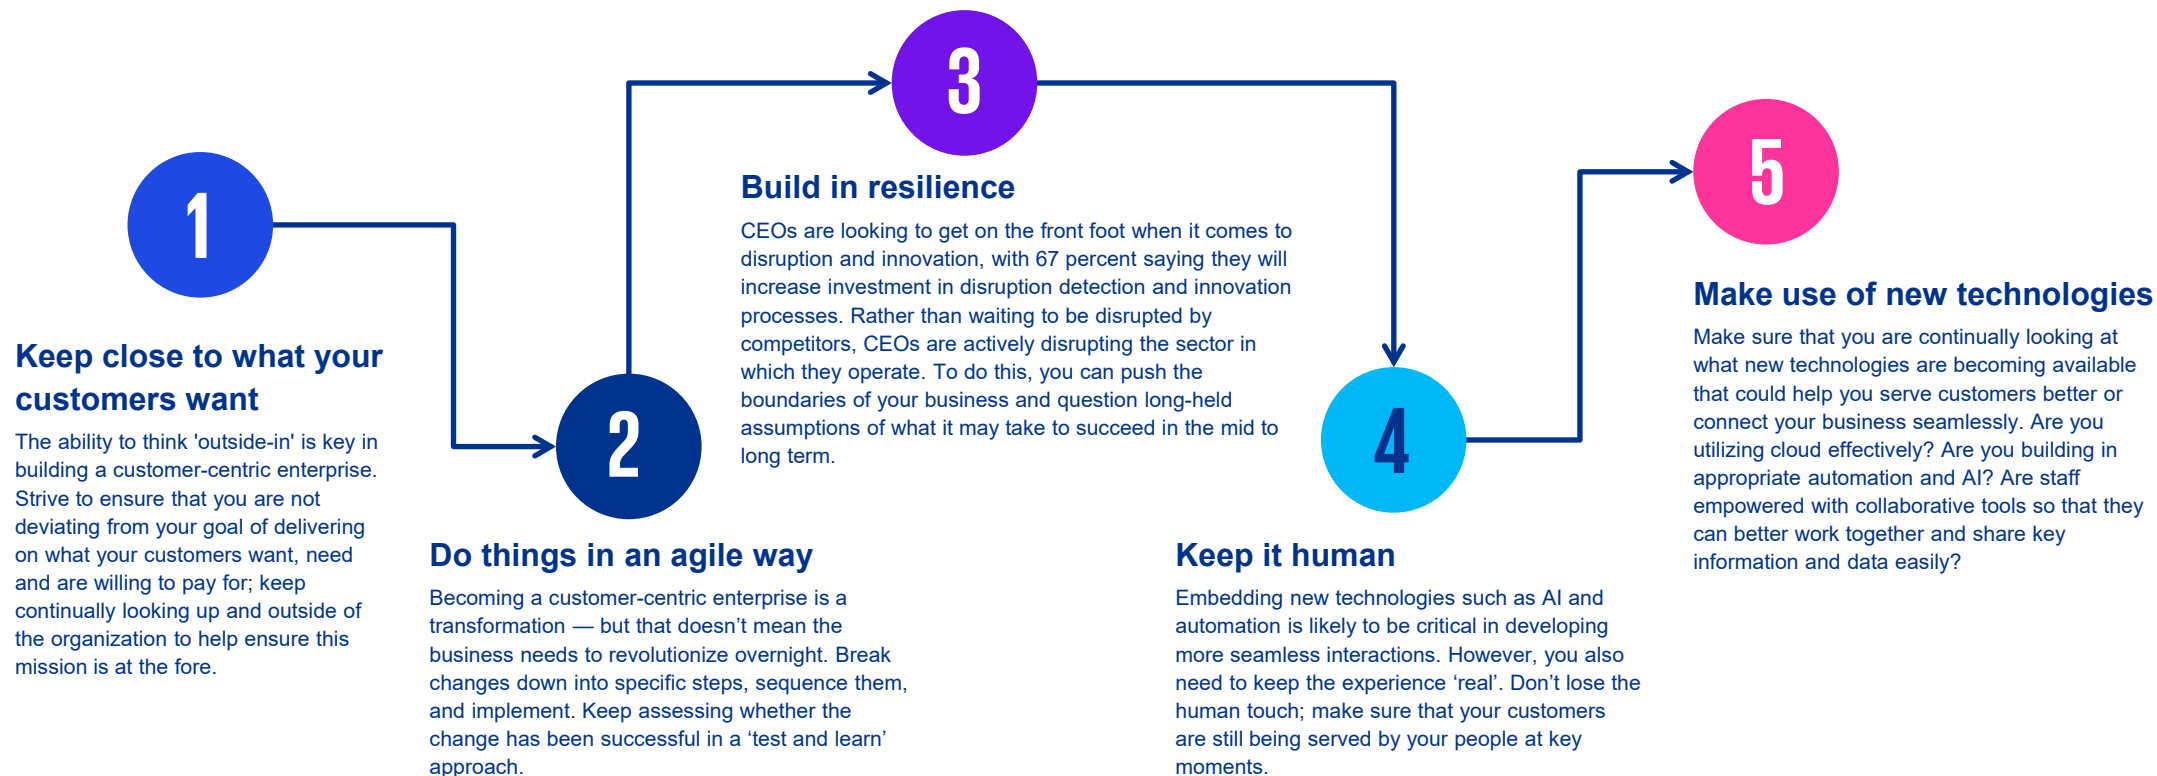 1
Keep close to what your
customers want
The ability to think 'outside-in' is key in
building a customer-centric enterprise.
Strive to ensure that you are not
deviating from your goal of delivering
on what your customers want, need
and are willing to pay for; keep
continually looking up and outside of
the organization to help ensure this
mission is at the fore.
2
Do things in an agile way
Becoming a customer-centric enterprise is a
transformation — but that doesn’t mean the
business needs to revolutionize overnight. Break
changes down into specific steps, sequence them,
and implement. Keep assessing whether the
change has been successful in a ‘test and learn’
approach.
3
Build in resilience
CEOs are looking to get on the front foot when it comes to
disruption and innovation, with 67 percent saying they will
increase investment in disruption detection and innovation
processes. Rather than waiting to be disrupted by
competitors, CEOs are actively disrupting the sector in
which they operate. To do this, you can push the
boundaries of your business and question long-held
assumptions of what it may take to succeed in the mid to
long term.
4
Keep it human
Embedding new technologies such as AI and
automation is likely to be critical in developing
more seamless interactions. However, you also
need to keep the experience ‘real’. Don’t lose the
human touch; make sure that your customers
are still being served by your people at key
moments.
5
Make use of new technologies
Make sure that you are continually looking at
what new technologies are becoming available
that could help you serve customers better or
connect your business seamlessly. Are you
utilizing cloud effectively? Are you building in
appropriate automation and AI? Are staff
empowered with collaborative tools so that they
can better work together and share key
information and data easily?